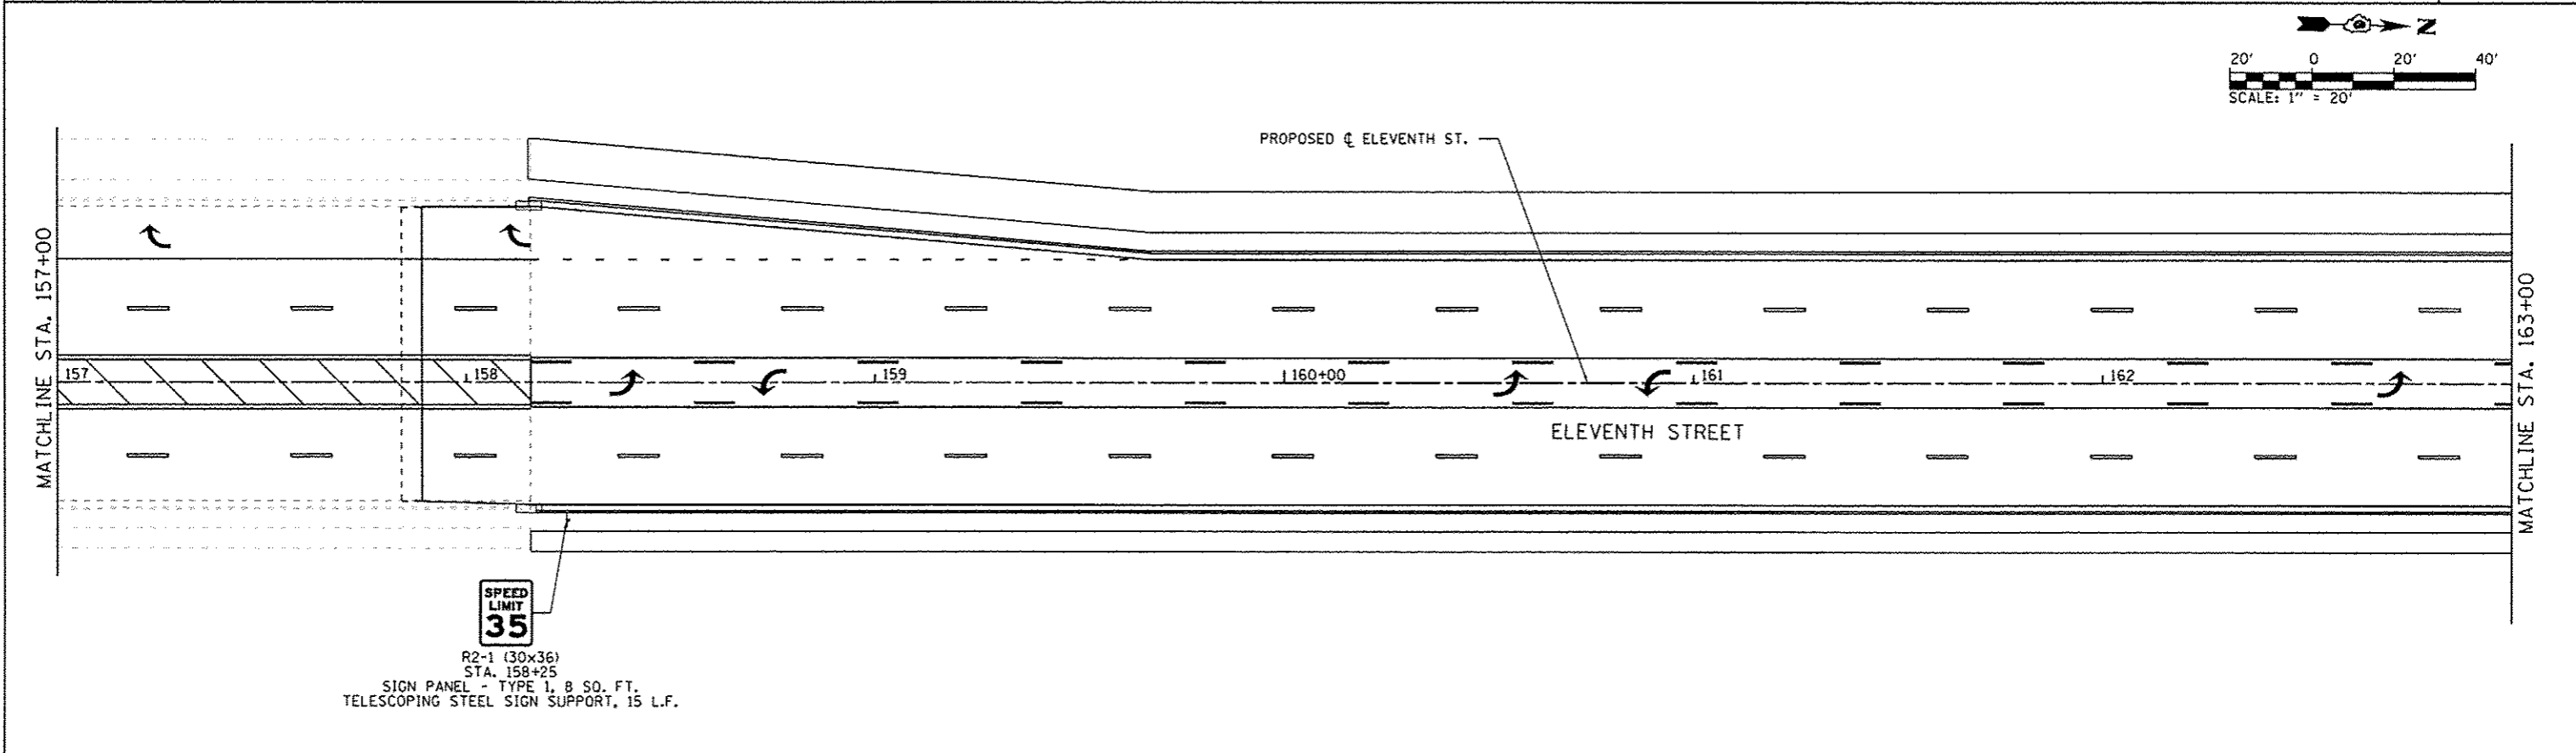 N
20' 0 20' 40'
SCALE: 1" = 20'
PROPOSED ℄ ELEVENTH ST.
MATCHLINE STA. 157+00
157 158 159 160+00 161 162
MATCHLINE STA. 163+00
ELEVENTH STREET
SPEED
LIMIT
35
R2-1 (30x36)
STA. 158+25
SIGN PANEL - TYPE 1, 8 SQ. FT.
TELESCOPING STEEL SIGN SUPPORT, 15 L.F.